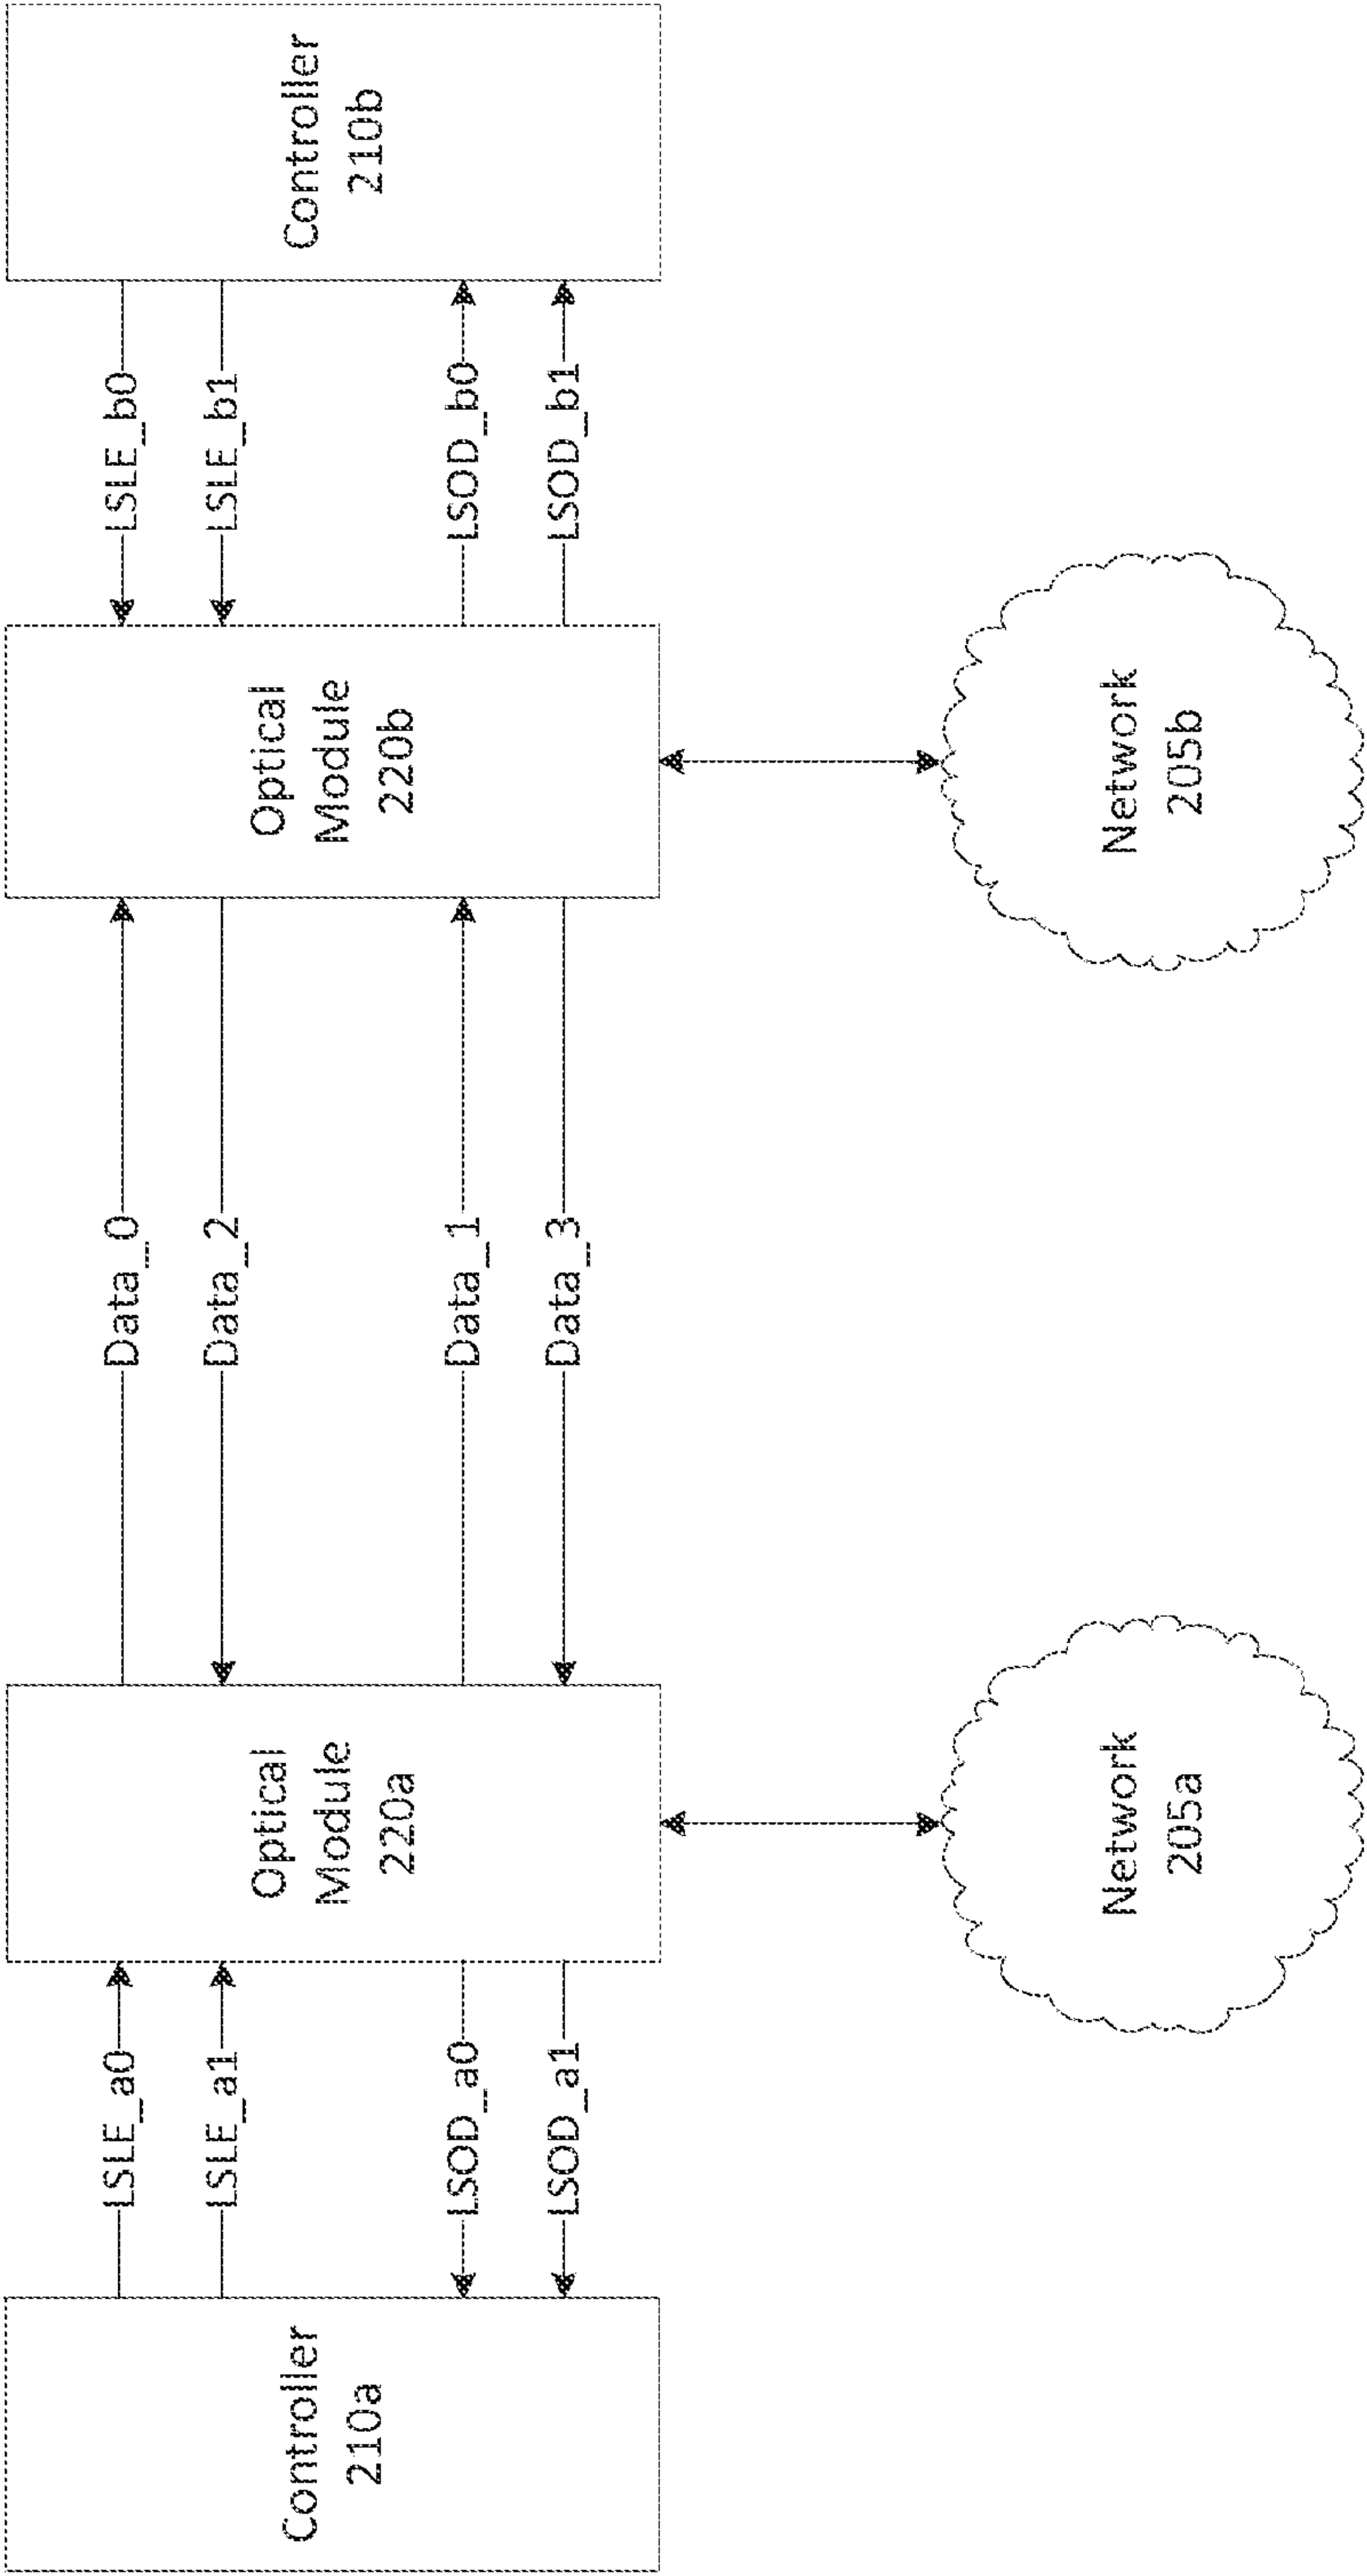 Controller
210a
LSLE_a0
LSLE_a1
LSOD_a0
LSOD_a1
Optical
Module
220a
Data_0
Data_2
Data_1
Data_3
Optical
Module
220b
LSLE_b0
LSLE_b1
LSOD_b0
LSOD_b1
Controller
210b
Network
205a
Network
205b